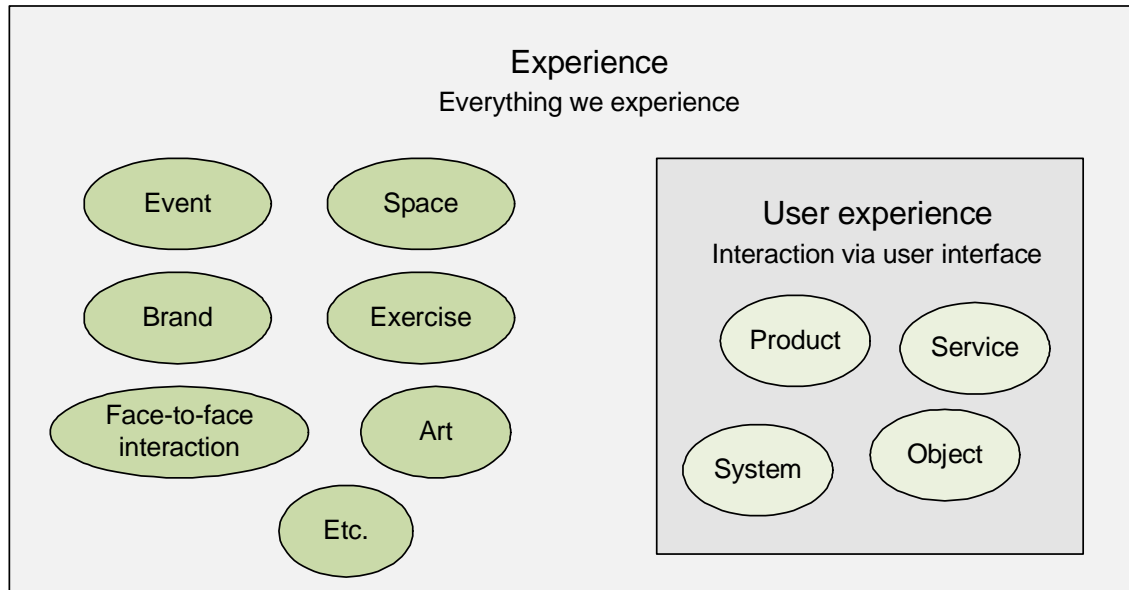 Experience
Everything we experience
Event
Space
Brand
Exercise
Face-to-face
interaction
Art
Etc.
User experience
Interaction via user interface
Product
Service
System
Object